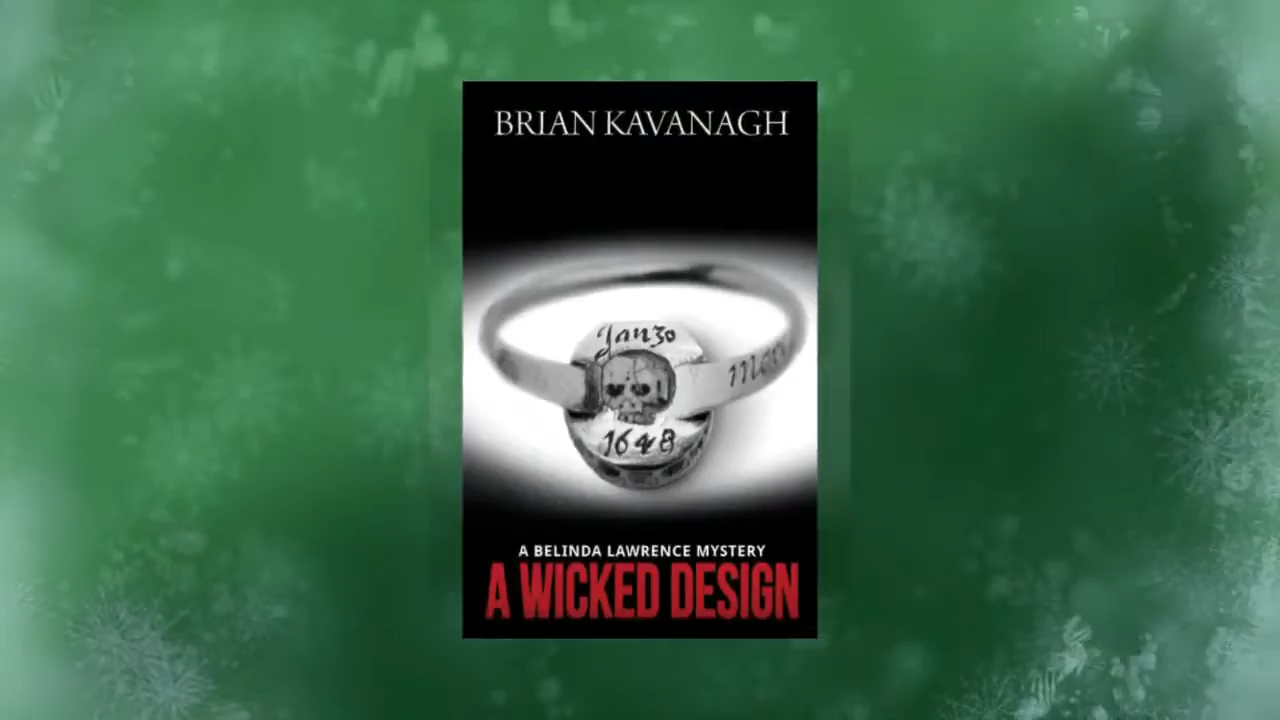 BRIAN KAVANAGH
Jan 30
1648
A BELINDA LAWRENCE MYSTERY
A WICKED DESIGN